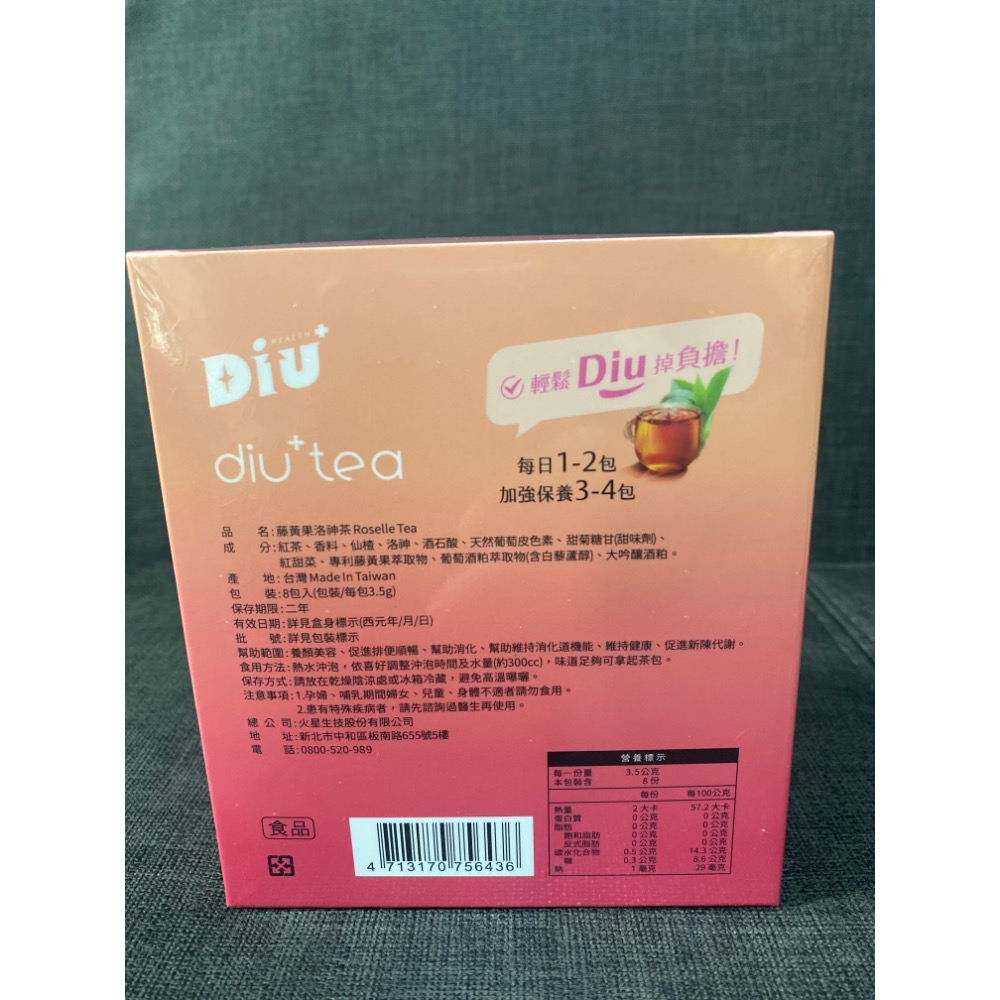 HEALTH
Diu+
輕鬆 Diu 掉負擔!
diu+tea
每日1-2包
加強保養3-4包
品 名:藤黃果洛神茶 Roselle Tea
成 分:紅茶、香料、仙楂、洛神、酒石酸、天然葡萄皮色素、甜菊糖甘(甜味劑)、
紅甜菜、專利藤黃果萃取物、葡萄酒粕萃取物(含白藜蘆醇)、大吟釀酒粕。
產 地:台灣 Made In Taiwan
包 裝:8包入(包裝/每包3.5g)
保存期限:二年
有效日期:詳見盒身標示(西元年/月/日)
批 號:詳見包裝標示
幫助範圍:養顏美容、促進排便順暢、幫助消化、幫助維持消化道機能、維持健康、促進新陳代謝。
食用方法:熱水沖泡,依喜好調整沖泡時間及水量(約300cc),味道足夠可拿起茶包。
保存方式:請放在乾燥陰涼處或冰箱冷藏,避免高溫曝曬。
注意事項:1.孕婦、哺乳期間婦女、兒童、身體不適者請勿食用。
2.患有特殊疾病者,請先諮詢過醫生再使用。
總 公 司:火星生技股份有限公司
地 址:新北市中和區板南路655號5樓
電 話:0800-520-989
食品
4 713170 756436
營養標示
每一份量 3.5公克
本包裝含 8 份
每份 每100公克
熱量 2 大卡 57.2 大卡
蛋白質 0 公克 0 公克
脂肪 0 公克 0 公克
飽和脂肪 0 公克 0 公克
反式脂肪 0 公克 0 公克
碳水化合物 0.5 公克 14.3 公克
糖 0.3 公克 8.6 公克
鈉 1 毫克 29 毫克